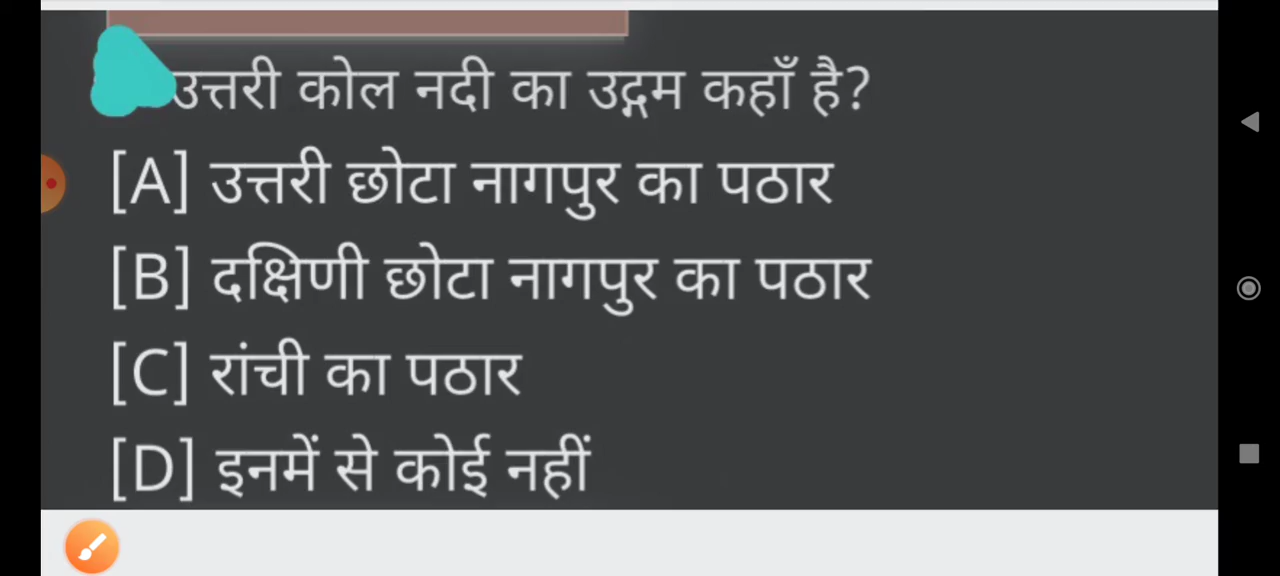 उत्तरी कोल नदी का उद्गम कहाँ है?
[A] उत्तरी छोटा नागपुर का पठार
[B] दक्षिणी छोटा नागपुर का पठार
[C] रांची का पठार
[D] इनमें से कोई नहीं